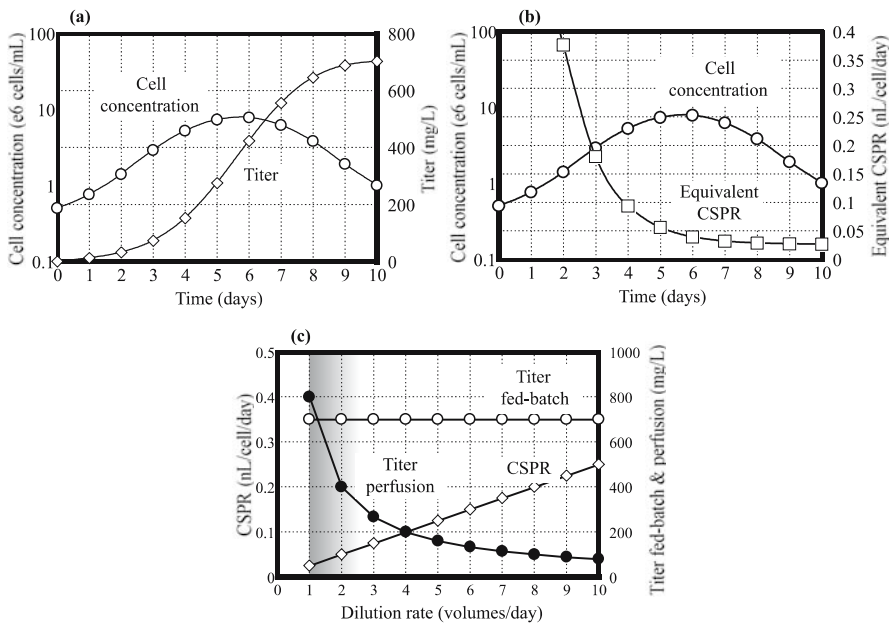 (a)
100
10
1
0.1
Cell concentration (e6 cells/mL)
Cell
concentration
Titer
800
600
400
200
0
Titer (mg/L)
0 1 2 3 4 5 6 7 8 9 10
Time (days)
(b)
100
10
1
0.1
Cell concentration (e6 cells/mL)
Cell
concentration
Equivalent
CSPR
0.4
0.35
0.3
0.25
0.2
0.15
0.1
0.05
0
Equivalent CSPR (nL/cell/day)
0 1 2 3 4 5 6 7 8 9 10
Time (days)
(c)
0.5
0.4
0.3
0.2
0.1
0
CSPR (nL/cell/day)
Titer
fed-batch
Titer
perfusion
CSPR
1000
800
600
400
200
0
Titer fed-batch & perfusion (mg/L)
0 1 2 3 4 5 6 7 8 9 10
Dilution rate (volumes/day)